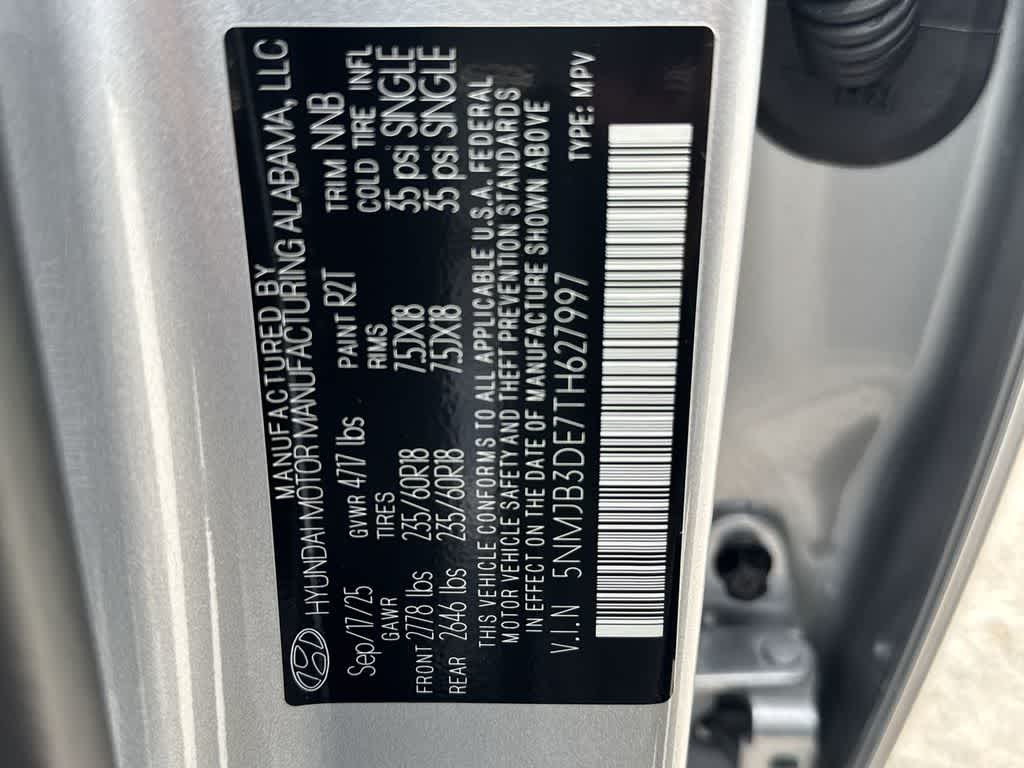 MANUFACTURED BY
HYUNDAI MOTOR MANUFACTURING ALABAMA, LLC
Sep/17/25 GVWR 4717 lbs PAINT R2T TRIM NNB
GAWR TIRES RIMS COLD TIRE INFL
FRONT 2778 lbs 235/60R18 7.5JX18 35 psi SINGLE
REAR 2646 lbs 235/60R18 7.5JX18 35 psi SINGLE
THIS VEHICLE CONFORMS TO ALL APPLICABLE U.S.A. FEDERAL
MOTOR VEHICLE SAFETY AND THEFT PREVENTION STANDARDS
IN EFFECT ON THE DATE OF MANUFACTURE SHOWN ABOVE
V.I.N 5NMJB3DE7TH627997 TYPE: MPV